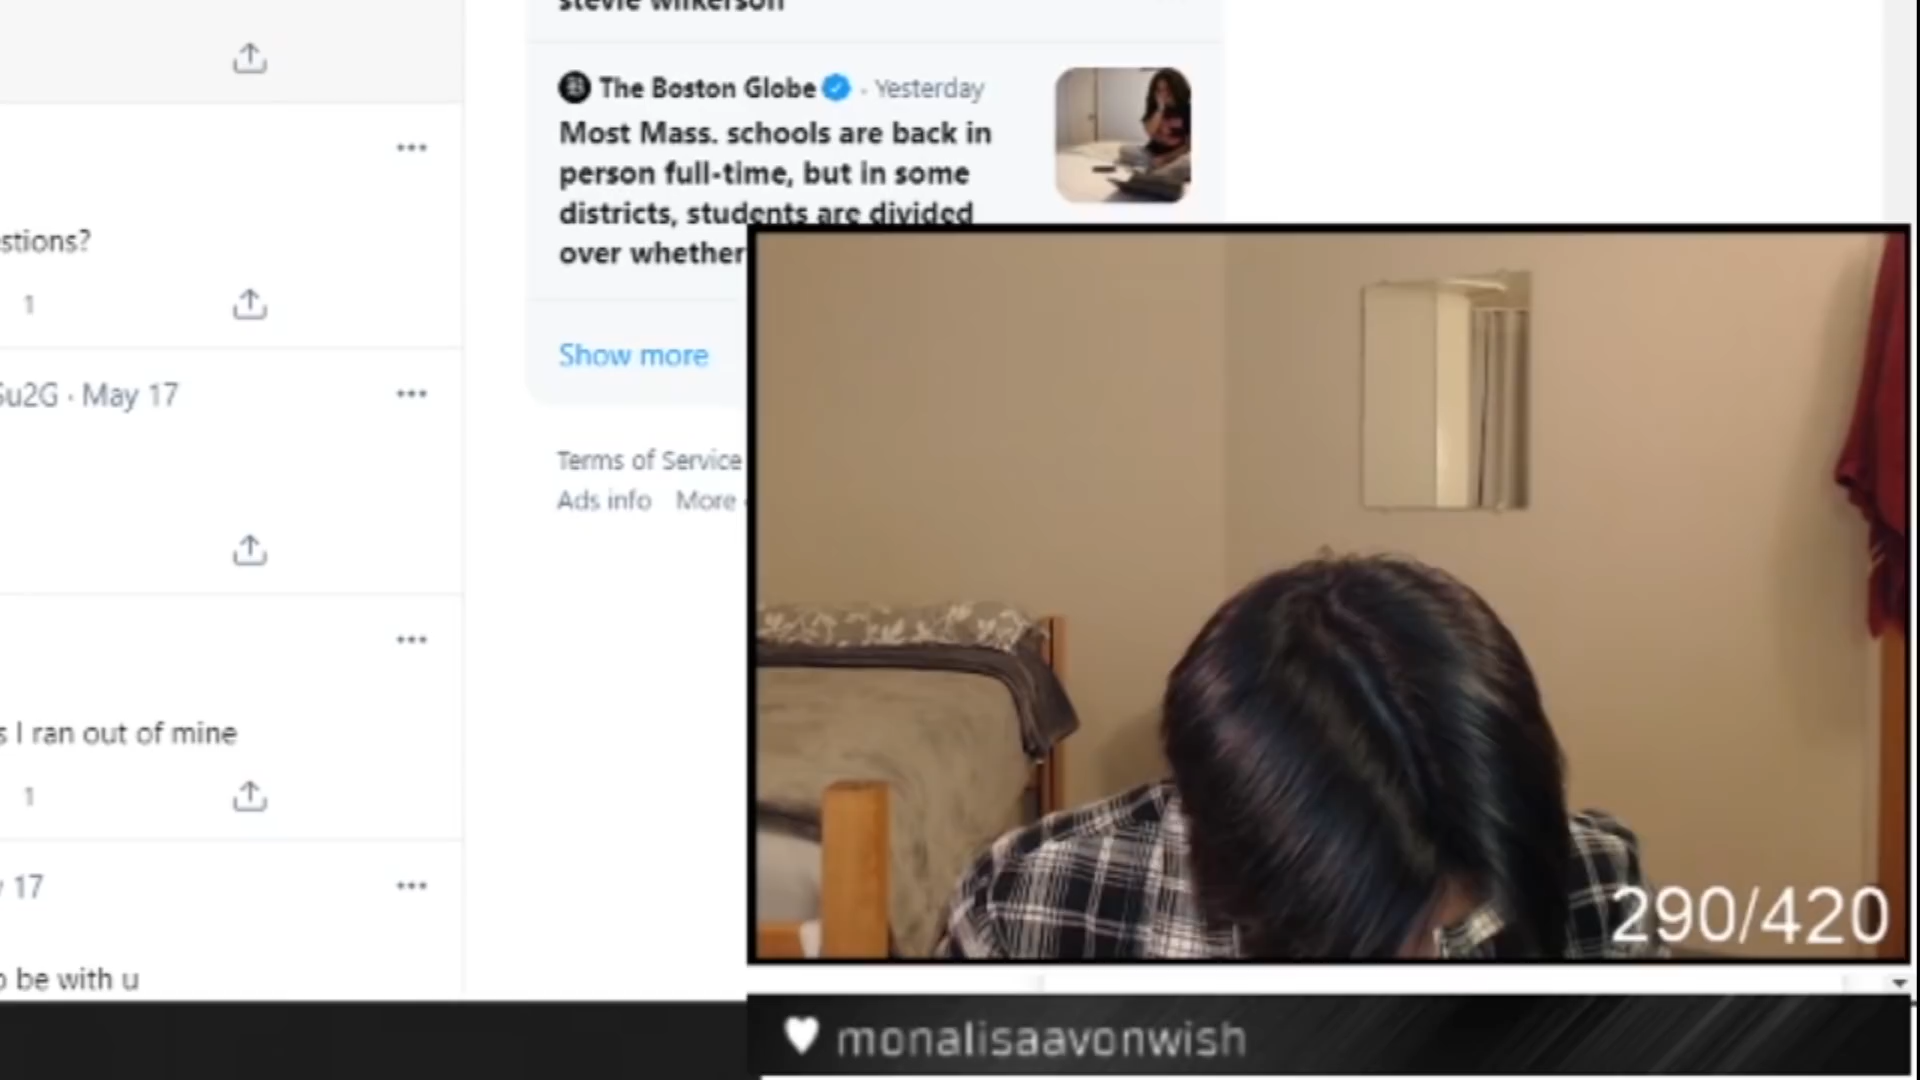 stevie wilkerson
The Boston Globe · Yesterday
Most Mass. schools are back in
person full-time, but in some
districts, students are divided
over whether
Show more
Terms of Service
Ads info More
stions?
1
Su2G · May 17
s I ran out of mine
1
17
be with u
290/420
monalisaavonwish